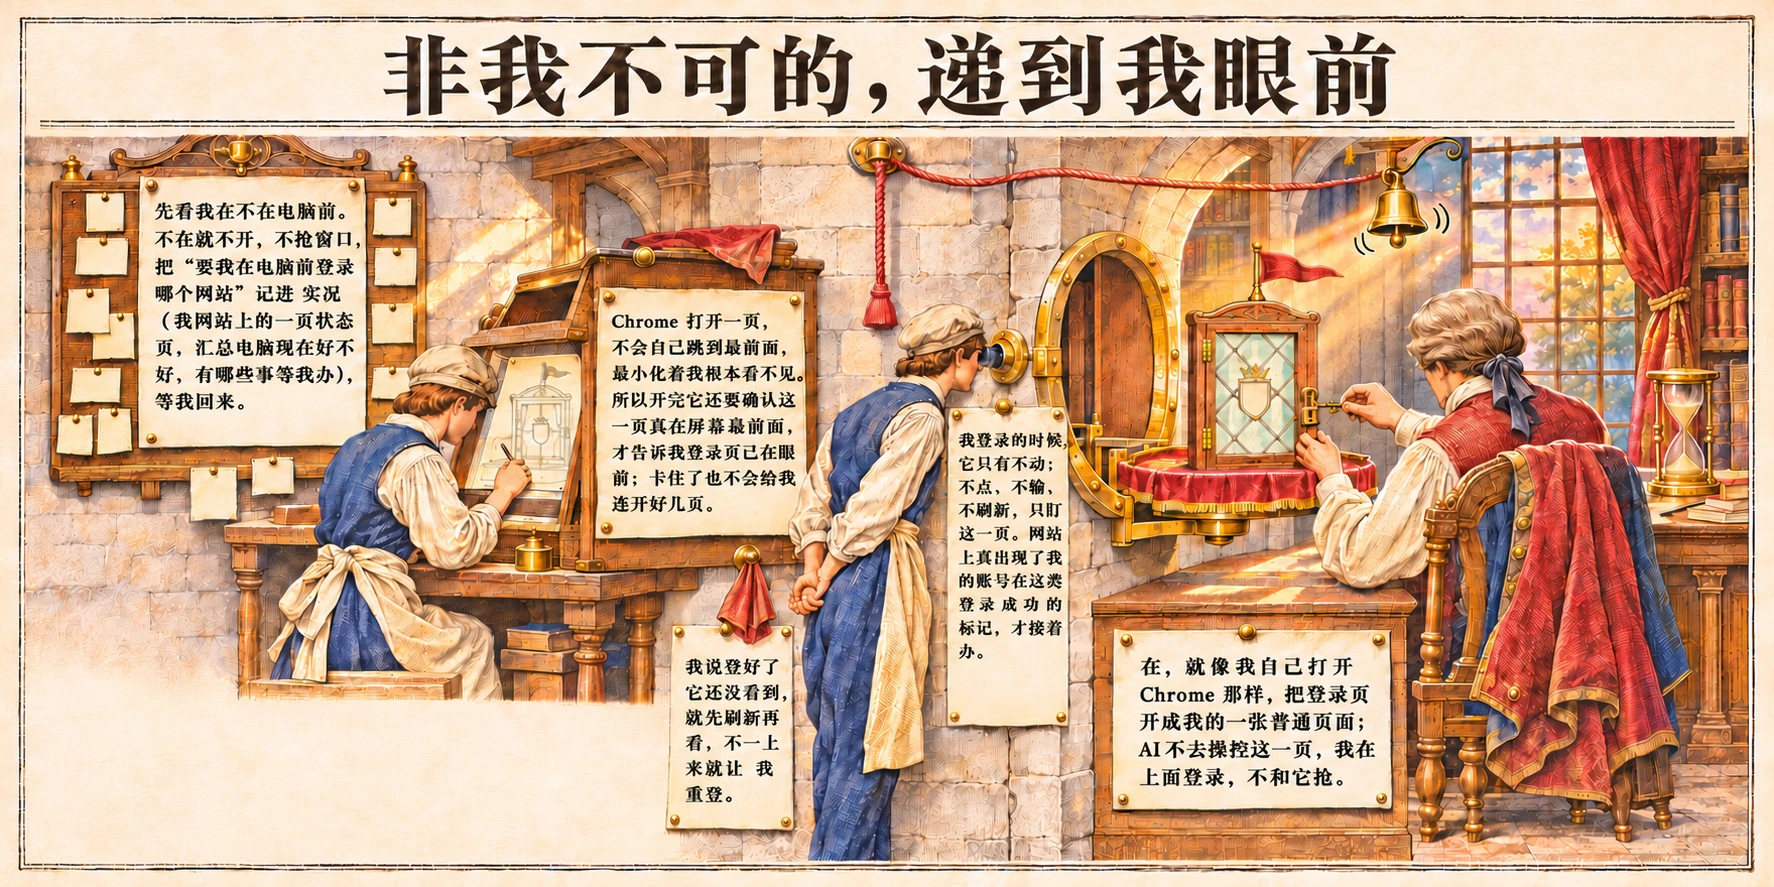 非我不可的，递到我眼前
先看我在不在电脑前。
不在就不开，不抢窗口，
把“要我在电脑前登录
哪个网站”记进 实况
（我网站上的一页状态
页，汇总电脑现在好不
好，有哪些事等我办），
等我回来。
Chrome 打开一页，
不会自己跳到最前面，
最小化着我根本看不见。
所以开完它还要确认这
一页真在屏幕最前面，
才告诉我登录页已在眼
前；卡住了也不会给我
连开好几页。
我说登好了
它还没看到，
就先刷新再
看，不一上
来就让 我
重登。
我登录的时候，
它只有不动；
不点，不输，
不刷新，只盯
这一页。网站
上真出现了我
的账号在这类
登录成功的
标记，才接着
办。
在，就像我自己打开
Chrome 那样，把登录页
开成我的一张普通页面；
AI 不去操控这一页，我在
上面登录，不和它抢。